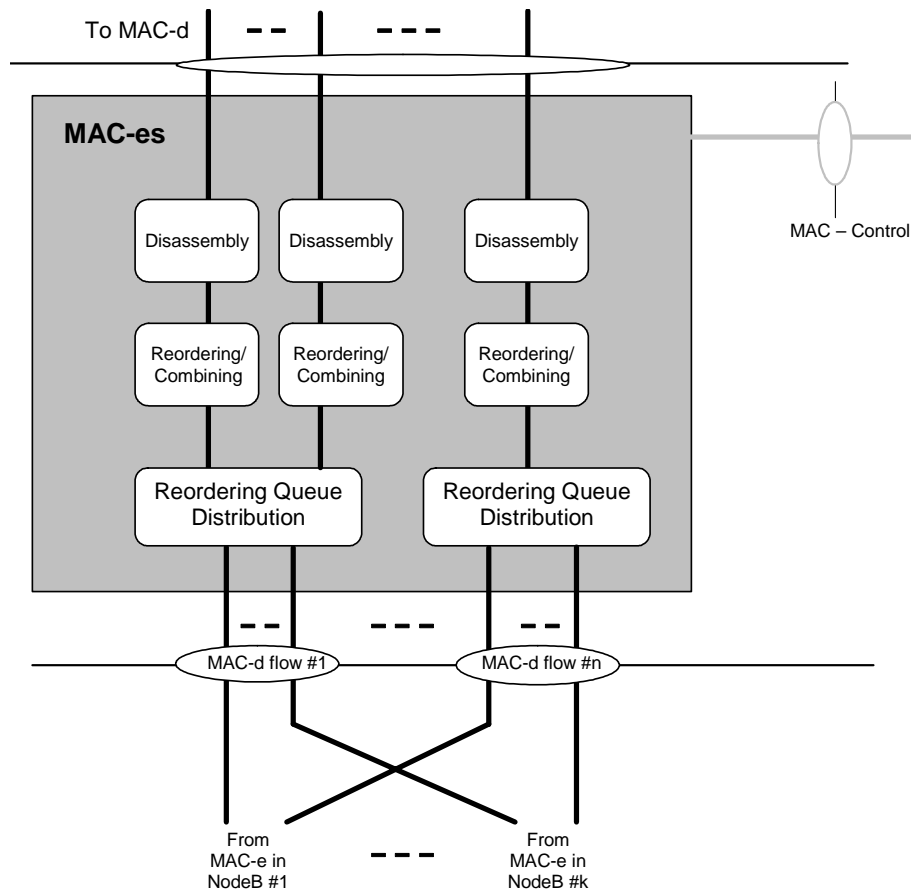 To MAC-d
MAC-es
MAC – Control
Disassembly
Disassembly
Disassembly
Reordering/
Combining
Reordering/
Combining
Reordering/
Combining
Reordering Queue
Distribution
Reordering Queue
Distribution
MAC-d flow #1
MAC-d flow #n
From
MAC-e in
NodeB #1
From
MAC-e in
NodeB #k